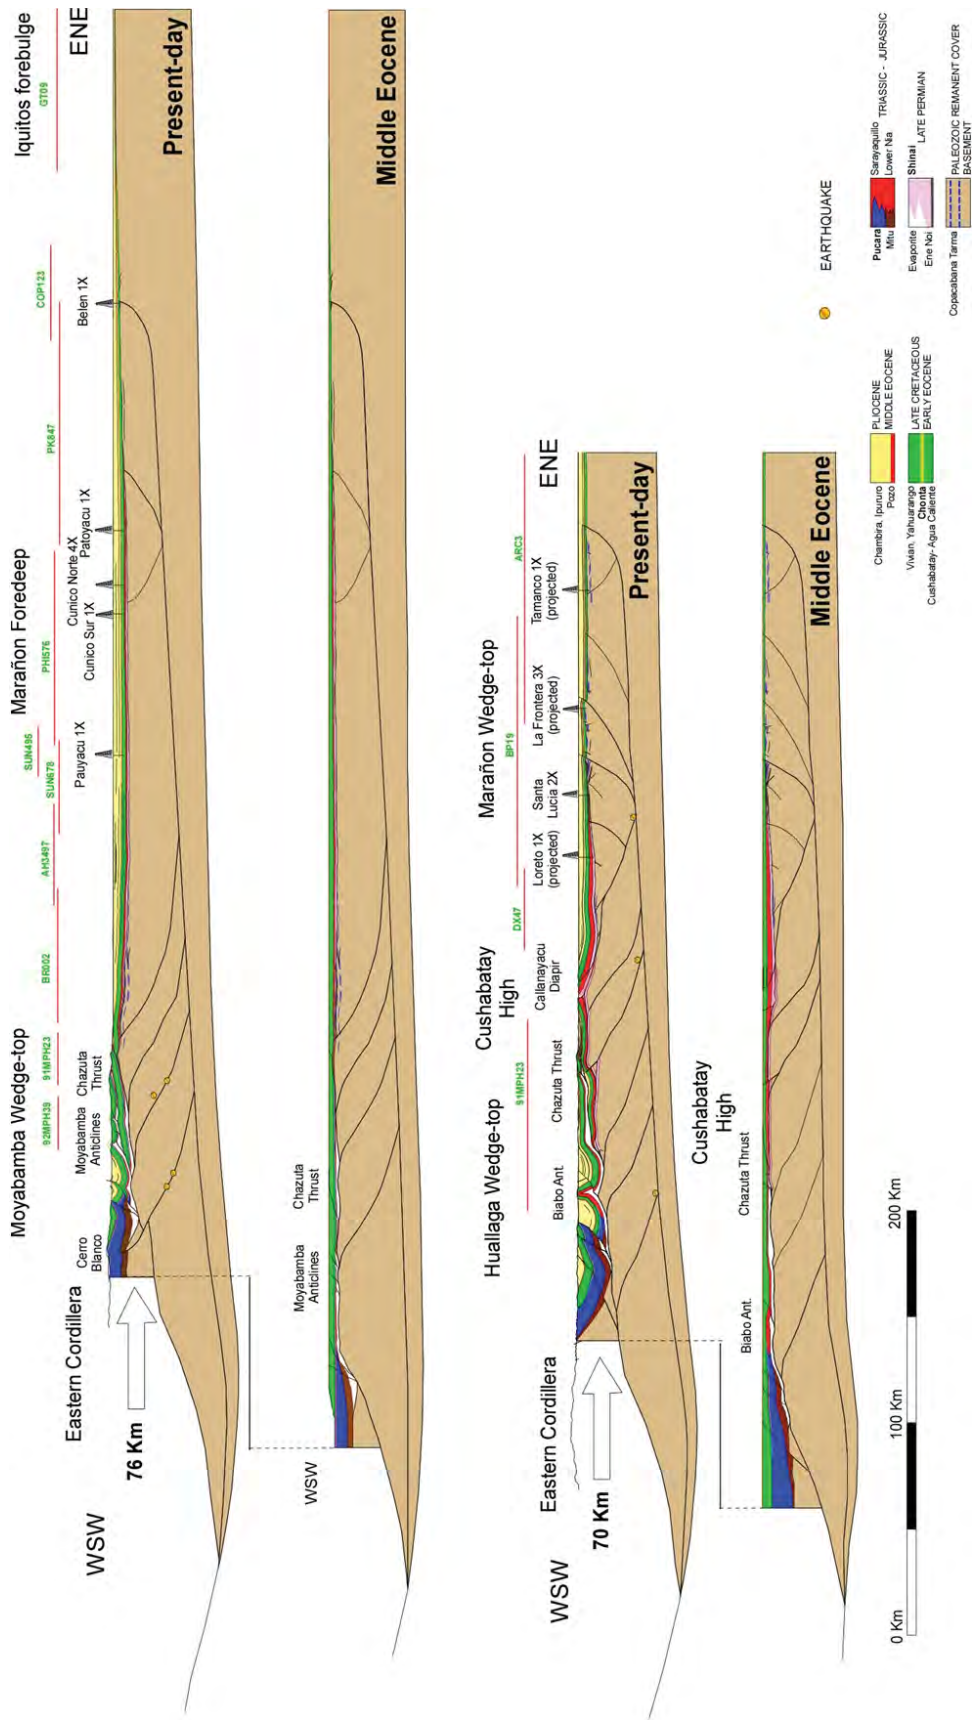 Iquitos forebulge
Marañon Foredeep
Moyabamba Wedge-top
GT09
COP123
PK847
PHI576
SUN495
SUN678
AH3497
BR002
91MPH23
92MPH39
ENE
Belen 1X
Patoyacu 1X
Cunico Norte 4X
Cunico Sur 1X
Pauyacu 1X
Chazuta
Thrust
Moyabamba
Anticlines
Cerro
Blanco
Eastern Cordillera
76 Km
WSW
Present-day
Middle Eocene
Chazuta
Thrust
Moyabamba
Anticlines
WSW
Huallaga Wedge-top
Cushabatay
High
Marañon Wedge-top
ENE
ARC3
BP19
DX47
91MPH23
Tamanco 1X
(projected)
La Frontera 3X
(projected)
Santa
Lucia 2X
Loreto 1X
(projected)
Callanayacu
Diapir
Chazuta Thrust
Biabo Ant.
Eastern Cordillera
70 Km
WSW
Present-day
Cushabatay
High
Middle Eocene
Chazuta Thrust
Biabo Ant.
0 Km
100 Km
200 Km
EARTHQUAKE
Chambira, Ipururo
Pozo
PLIOCENE
MIDDLE EOCENE
Vivian, Yahuarango
Chonta
Cushabatay- Agua Caliente
LATE CRETACEOUS
EARLY EOCENE
Pucara
Mitu
Sarayaquillo
Lower Nia
TRIASSIC - JURASSIC
Evaporite
Ene Noi
Shinai
LATE PERMIAN
Copacabana Tarma
PALEOZOIC REMANENT COVER
BASEMENT